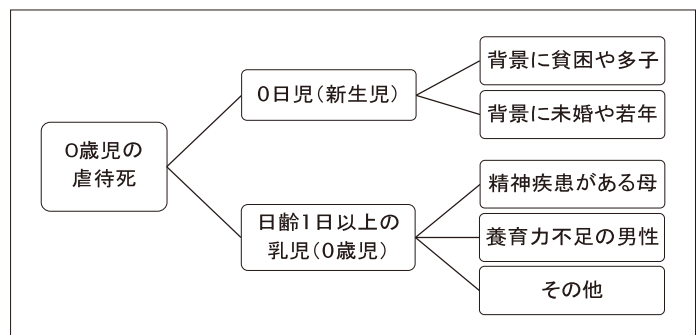 0歳児の
虐待死
0日児（新生児）
日齢1日以上の
乳児（0歳児）
背景に貧困や多子
背景に未婚や若年
精神疾患がある母
養育力不足の男性
その他